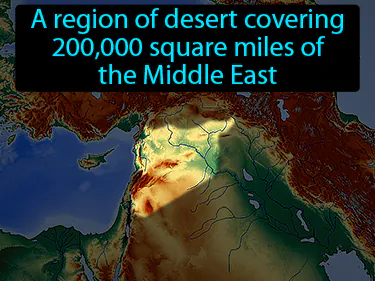 A region of desert covering
200,000 square miles of
the Middle East